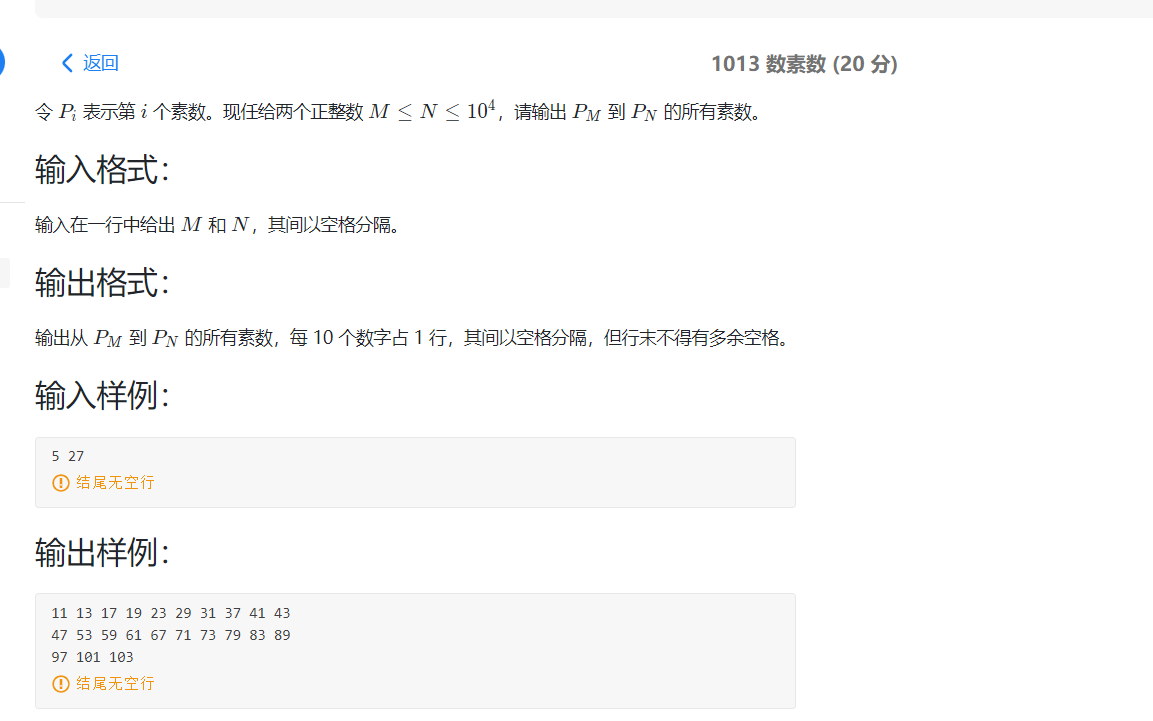 返回
1013 数素数 (20 分)
令 P_i 表示第 i 个素数。现任给两个正整数 M ≤ N ≤ 10^4，请输出 P_M 到 P_N 的所有素数。
输入格式：
输入在一行中给出 M 和 N，其间以空格分隔。
输出格式：
输出从 P_M 到 P_N 的所有素数，每 10 个数字占 1 行，其间以空格分隔，但行末不得有多余空格。
输入样例：
5 27
结尾无空行
输出样例：
11 13 17 19 23 29 31 37 41 43
47 53 59 61 67 71 73 79 83 89
97 101 103
结尾无空行